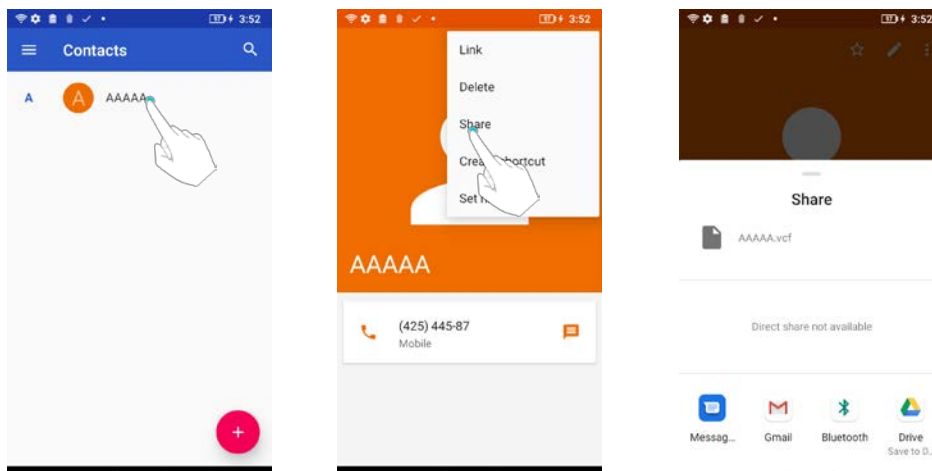 3:52
Contacts
A
A
AAAAA
3:52
Link
Delete
Share
AAAAA
(425) 445-87
Mobile
3:52
Share
AAAAA.vcf
Direct share not available
Messag...
Gmail
Bluetooth
Drive
Save to D...